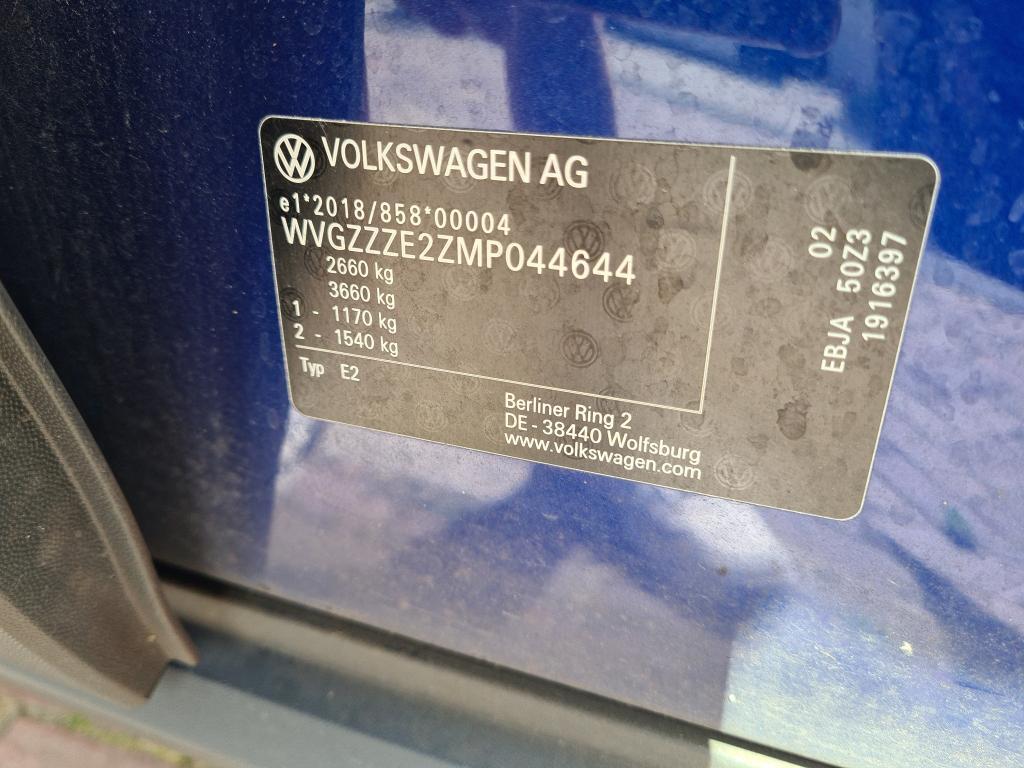 VOLKSWAGEN AG
e1*2018/858*00004
WVGZZZE2ZMP044644
2660 kg
3660 kg
1 - 1170 kg
2 - 1540 kg
Typ E2
Berliner Ring 2
DE - 38440 Wolfsburg
www.volkswagen.com
02
EBJA 50Z3
1916397